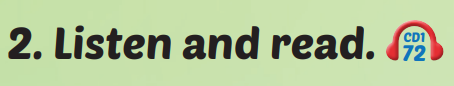 2. Listen and read. CD1
72